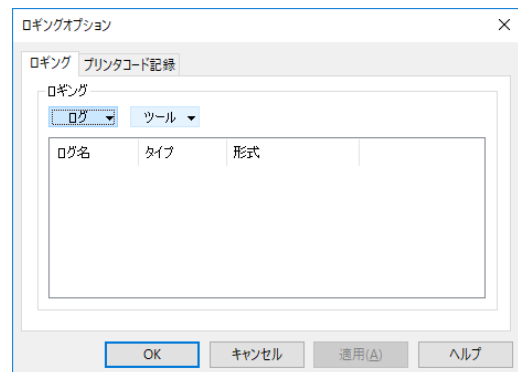 ロギングオプション
ロギング プリンタコード記録
ロギング
ログ ツール
ログ名 タイプ 形式
OK キャンセル 適用(A) ヘルプ